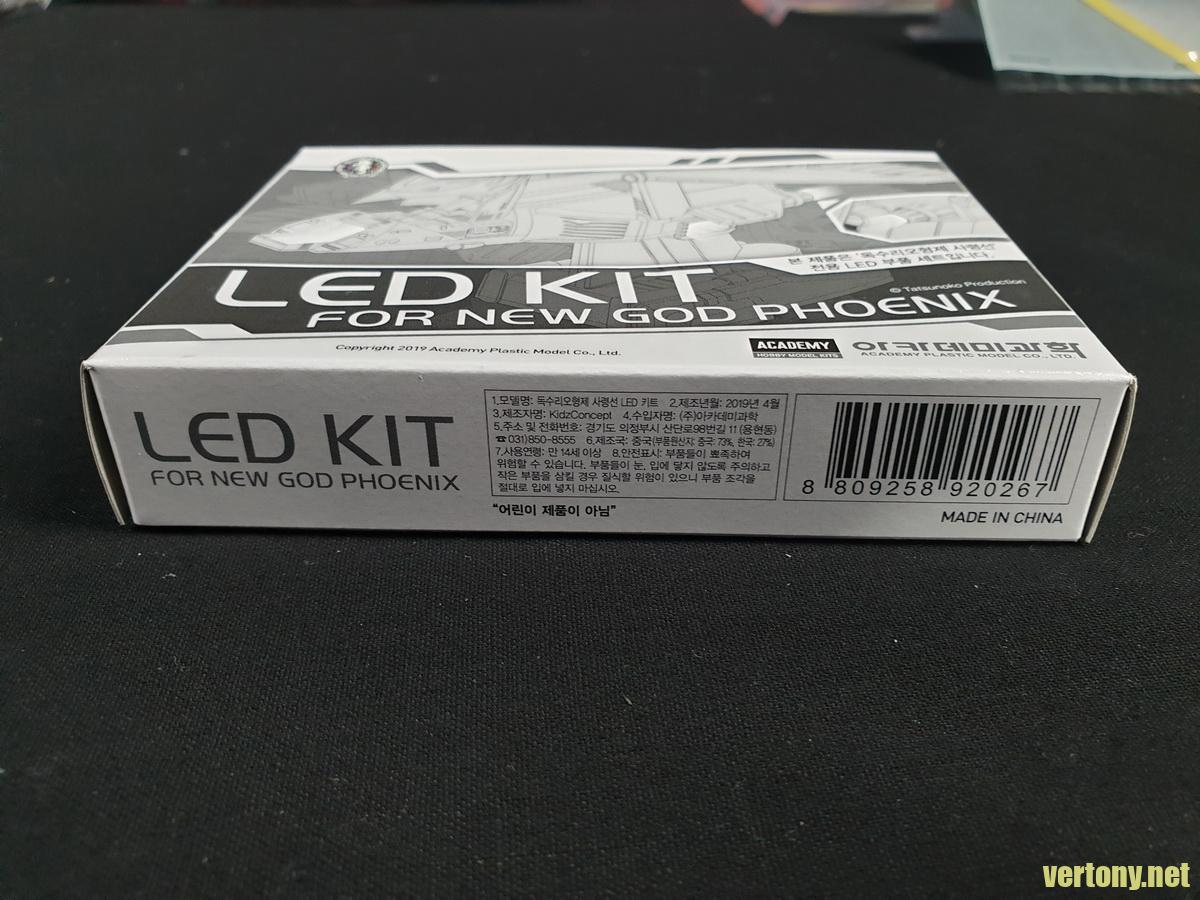 본 제품은 '독수리오형제 사령선'
전용 LED 부품 세트입니다.
© Tatsunoko Production
LED KIT
FOR NEW GOD PHOENIX
Copyright 2019 Academy Plastic Model Co., Ltd.
ACADEMY
HOBBY MODEL KITS
아카데미과학
ACADEMY PLASTIC MODEL CO., LTD.
LED KIT
FOR NEW GOD PHOENIX
1.모델명: 독수리오형제 사령선 LED 키트 2.제조년월: 2019년 4월
3.제조자명: KidzConcept 4.수입자명: (주)아카데미과학
5.주소 및 전화번호: 경기도 의정부시 산단로98번길 11 (용현동)
☎ 031)850-8555 6.제조국: 중국(부품원산지: 중국: 73%, 한국: 27%)
7.사용연령: 만 14세 이상 8.안전표시: 부품들이 뾰족하여
위험할 수 있습니다. 부품들이 눈, 입에 닿지 않도록 주의하고
작은 부품을 삼킬 경우 질식할 위험이 있으니 부품 조각을
절대로 입에 넣지 마십시오.
"어린이 제품이 아님"
8 809258 920267
MADE IN CHINA
vertony.net